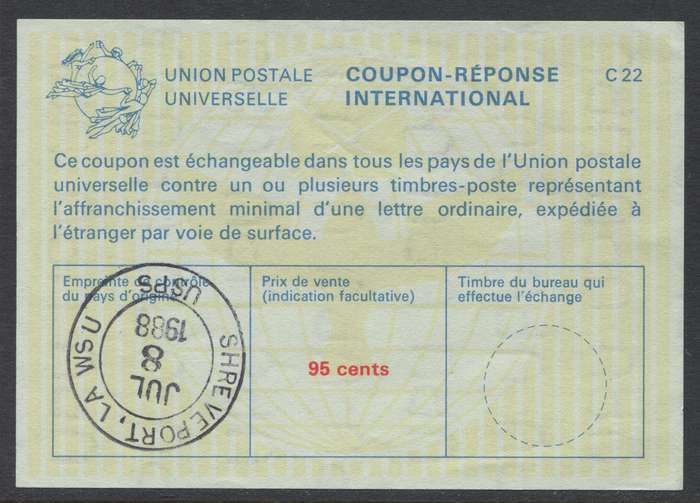 UNION POSTALE
UNIVERSELLE
COUPON-RÉPONSE
INTERNATIONAL
C 22
Ce coupon est échangeable dans tous les pays de l'Union postale
universelle contre un ou plusieurs timbres-poste représentant
l'affranchissement minimal d'une lettre ordinaire, expédiée à
l'étranger par voie de surface.
Empreinte de contrôle
du pays d'origine
Prix de vente
(indication facultative)
Timbre du bureau qui
effectue l'échange
95 cents
SHREVEPORT, LA WSU
JUL
8
1988
USPS